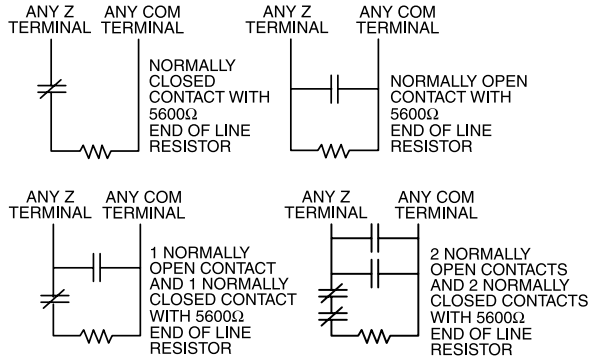 ANY Z ANY COM
TERMINAL TERMINAL
NORMALLY
CLOSED
CONTACT WITH
5600Ω
END OF LINE
RESISTOR
ANY Z ANY COM
TERMINAL TERMINAL
NORMALLY OPEN
CONTACT WITH
5600Ω
END OF LINE
RESISTOR
ANY Z ANY COM
TERMINAL TERMINAL
1 NORMALLY
OPEN CONTACT
AND 1 NORMALLY
CLOSED CONTACT
WITH 5600Ω
END OF LINE
RESISTOR
ANY Z ANY COM
TERMINAL TERMINAL
2 NORMALLY
OPEN CONTACTS
AND 2 NORMALLY
CLOSED CONTACTS
WITH 5600Ω
END OF LINE
RESISTOR